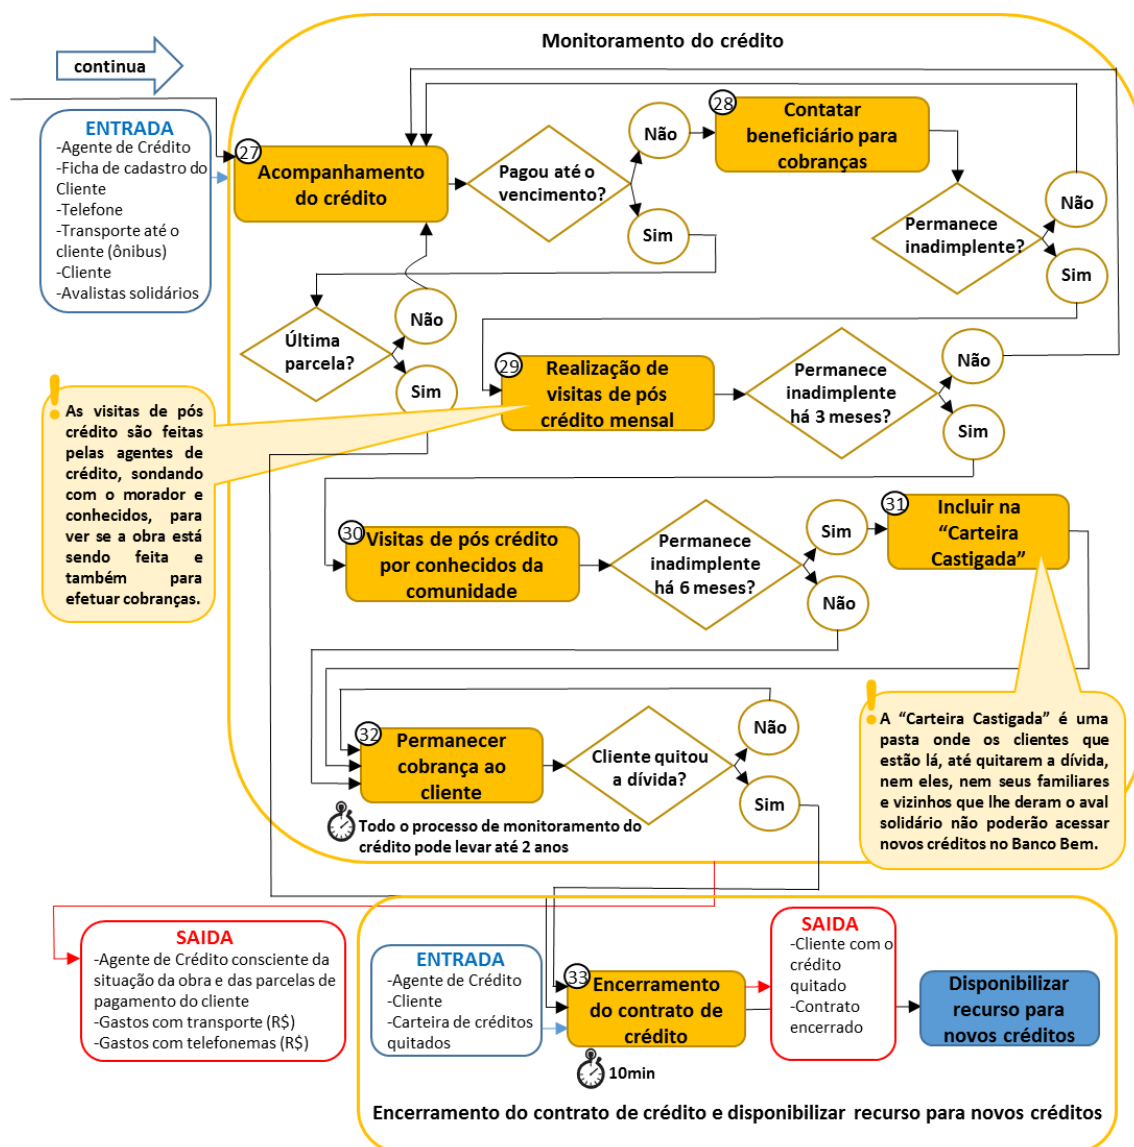 Monitoramento do crédito
continua
ENTRADA
-Agente de Crédito
-Ficha de cadastro do
Cliente
-Telefone
-Transporte até o
cliente (ônibus)
-Cliente
-Avalistas solidários
27
Acompanhamento
do crédito
Pagou até o
vencimento?
Não
Sim
28
Contatar
beneficiário para
cobranças
Permanece
inadimplente?
Não
Sim
Última
parcela?
Não
Sim
29
Realização de
visitas de pós
crédito mensal
Permanece
inadimplente
há 3 meses?
Não
Sim
!
As visitas de pós
crédito são feitas
pelas agentes de
crédito, sondando
com o morador e
conhecidos, para
ver se a obra está
sendo feita e
também para
efetuar cobranças.
30
Visitas de pós crédito
por conhecidos da
comunidade
Permanece
inadimplente
há 6 meses?
Sim
Não
31
Incluir na
“Carteira
Castigada”
!
A “Carteira Castigada” é uma
pasta onde os clientes que
estão lá, até quitarem a dívida,
nem eles, nem seus familiares
e vizinhos que lhe deram o aval
solidário não poderão acessar
novos créditos no Banco Bem.
32
Permanecer
cobrança ao
cliente
Cliente quitou
a dívida?
Não
Sim
Todo o processo de monitoramento do
crédito pode levar até 2 anos
SAIDA
-Agente de Crédito consciente da
situação da obra e das parcelas de
pagamento do cliente
-Gastos com transporte (R$)
-Gastos com telefonemas (R$)
ENTRADA
-Agente de Crédito
-Cliente
-Carteira de créditos
quitados
33
Encerramento
do contrato de
crédito
10min
SAIDA
-Cliente com o
crédito
quitado
-Contrato
encerrado
Disponibilizar
recurso para
novos créditos
Encerramento do contrato de crédito e disponibilizar recurso para novos créditos